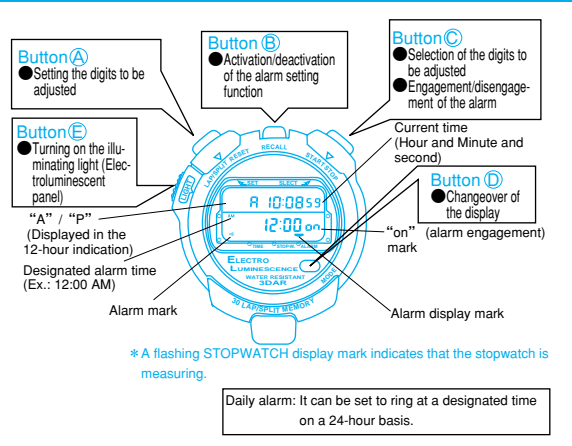 Button Ⓐ
●Setting the digits to be
adjusted
Button Ⓑ
●Activation/deactivation
of the alarm setting
function
Button Ⓒ
●Selection of the digits to
be adjusted
●Engagement/disengage-
ment of the alarm
Button Ⓔ
●Turning on the illu-
minating light (Elec-
troluminescent
panel)
Current time
(Hour and Minute and
second)
Button Ⓓ
●Changeover of
the display
“A” / “P”
(Displayed in the
12-hour indication)
Designated alarm time
(Ex.: 12:00 AM)
Alarm mark
“on” (alarm engagement)
mark
Alarm display mark
LAP/SPLIT RESET
RECALL
START STOP
LIGHT
SET
SLECT
A 10:08 59
AM
12:00 on
TIME
STOPW.
ALARM
ELECTRO
LUMINESCENCE
WATER RESISTANT
3BAR
MODE
30 LAP/SPLIT MEMORY
＊A flashing STOPWATCH display mark indicates that the stopwatch is
measuring.
Daily alarm: It can be set to ring at a designated time
on a 24-hour basis.